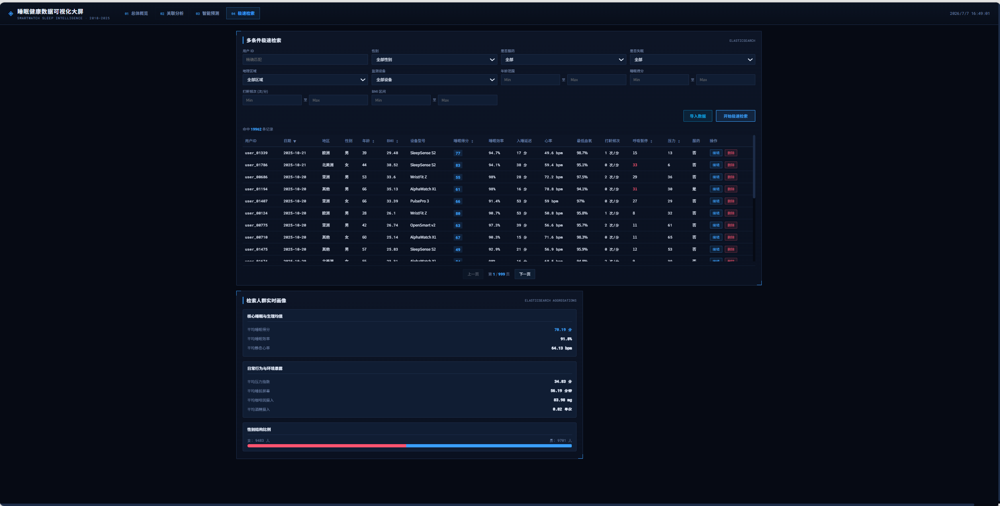 睡眠健康数据可视化大屏
SMARTWATCH SLEEP INTELLIGENCE · 2018-2025
01 总体概览 02 关联分析 03 智能预测 04 极速检索
2026/7/7 16:49:01
多条件极速检索
ELASTICSEARCH
用户 ID 性别 是否服药 是否失眠
精确匹配 全部性别 全部 全部
地理区域 监测设备 年龄范围 睡眠得分
全部区域 全部设备 Min 至 Max Min 至 Max
打鼾频次 (次/分) BMI 区间
Min 至 Max Min 至 Max
导入数据 开始极速检索
命中 19962 条记录
用户ID 日期 ▼ 地区 性别 年龄 ↕ BMI ↕ 设备型号 睡眠得分 ↕ 睡眠效率 入睡延迟 心率 最低血氧 打鼾频次 呼吸暂停 ↕ 压力 ↕ 服药 操作
user_01339 2025-10-21 欧洲 男 39 29.48 SleepSense S2 77 94.7% 17 分 49.6 bpm 98.7% 1 次/分 15 13 否 编辑 删除
user_01786 2025-10-21 北美洲 女 44 38.52 SleepSense S2 83 94.1% 38 分 59.4 bpm 95.1% 0 次/分 33 6 否 编辑 删除
user_00686 2025-10-20 亚洲 男 53 33.6 WristFit Z 55 98% 28 分 72.2 bpm 97.5% 2 次/分 29 36 否 编辑 删除
user_01194 2025-10-20 其他 男 66 35.13 AlphaWatch X1 61 98% 16 分 78.8 bpm 94.1% 0 次/分 31 30 是 编辑 删除
user_01407 2025-10-20 亚洲 女 66 33.39 PulsePro 3 66 91.4% 53 分 59 bpm 97% 0 次/分 27 29 否 编辑 删除
user_00124 2025-10-20 欧洲 男 28 26.1 WristFit Z 80 90.7% 53 分 50.8 bpm 95.8% 1 次/分 8 32 否 编辑 删除
user_00775 2025-10-20 亚洲 男 42 26.74 OpenSmart v2 63 97.3% 39 分 56.6 bpm 95.7% 2 次/分 11 61 否 编辑 删除
user_00710 2025-10-20 其他 女 60 25.14 AlphaWatch X1 67 90.3% 15 分 71.6 bpm 98.3% 0 次/分 11 65 否 编辑 删除
user_01475 2025-10-20 其他 男 57 25.83 SleepSense S2 49 92.9% 21 分 56.9 bpm 95.9% 0 次/分 12 53 否 编辑 删除
user_01674 2025-10-20 北美洲 女 55 23.31 AlphaWatch X1 98% 16 分 68.5 bpm 94.8% 2 次/分 否 编辑 删除
上一页 第 1 / 999 页 下一页
检索人群实时画像
ELASTICSEARCH AGGREGATIONS
核心睡眠与生理均值
平均睡眠得分 70.19 分
平均睡眠效率 91.8%
平均静息心率 64.13 bpm
日常行为与环境暴露
平均压力指数 34.83 分
平均睡前屏幕 56.19 分钟
平均咖啡因摄入 83.98 mg
平均酒精摄入 0.82 单位
性别结构比例
女: 9483 人 男: 9701 人